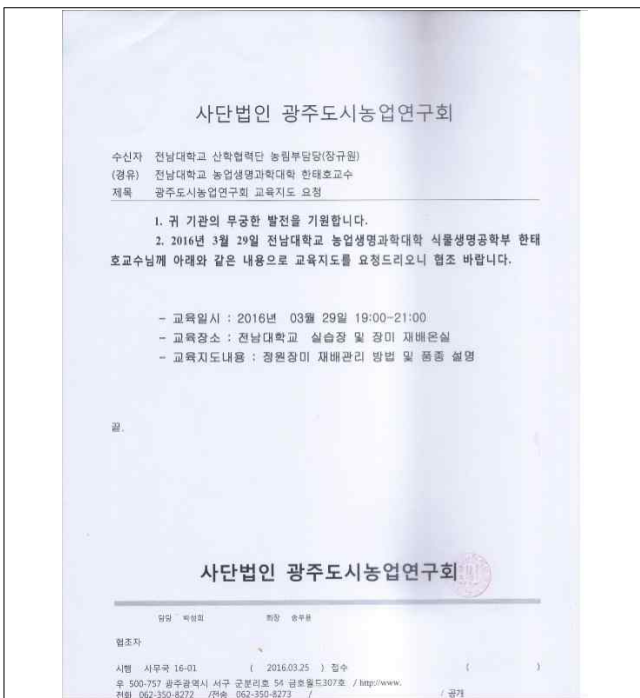 사단법인 광주도시농업연구회
수신자 전남대학교 산학협력단 농림부담당(장규원)
(경유) 전남대학교 농업생명과학대학 한태호교수
제목 광주도시농업연구회 교육지도 요청
1. 귀 기관의 무궁한 발전을 기원합니다.
2. 2016년 3월 29일 전남대학교 농업생명과학대학 식물생명공학부 한태
호교수님께 아래와 같은 내용으로 교육지도를 요청드리오니 협조 바랍니다.
- 교육일시 : 2016년 03월 29일 19:00-21:00
- 교육장소 : 전남대학교 실습장 및 장미 재배온실
- 교육지도내용 : 정원장미 재배관리 방법 및 품종 설명
끝.
사단법인 광주도시농업연구회
담당 박성희 회장 송우용
협조자
시행 사무국 16-01 ( 2016.03.25 ) 접수 ( )
우 500-757 광주광역시 서구 군분리로 54 금호월드307호 / http://www.
전화 062-350-8272 /전송 062-350-8273 / / 공개